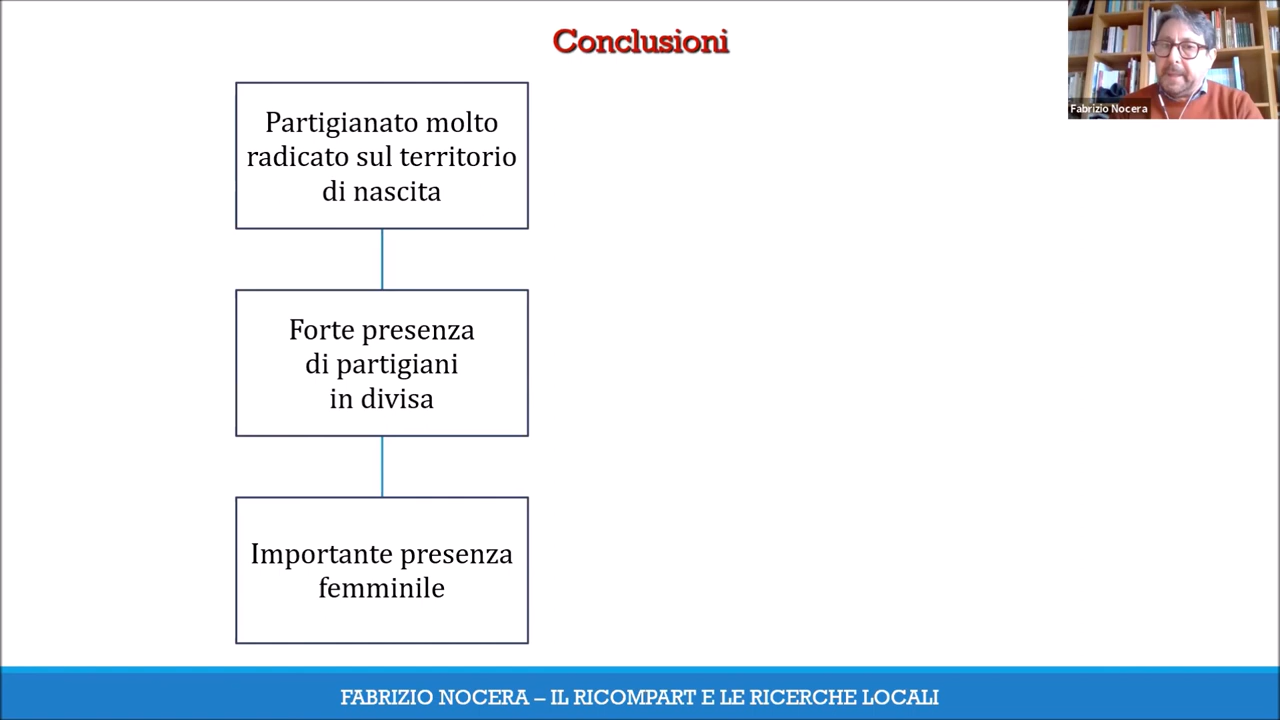 Conclusioni
Fabrizio Nocera
Partigianato molto
radicato sul territorio
di nascita
Forte presenza
di partigiani
in divisa
Importante presenza
femminile
FABRIZIO NOCERA – IL RICOMPART E LE RICERCHE LOCALI